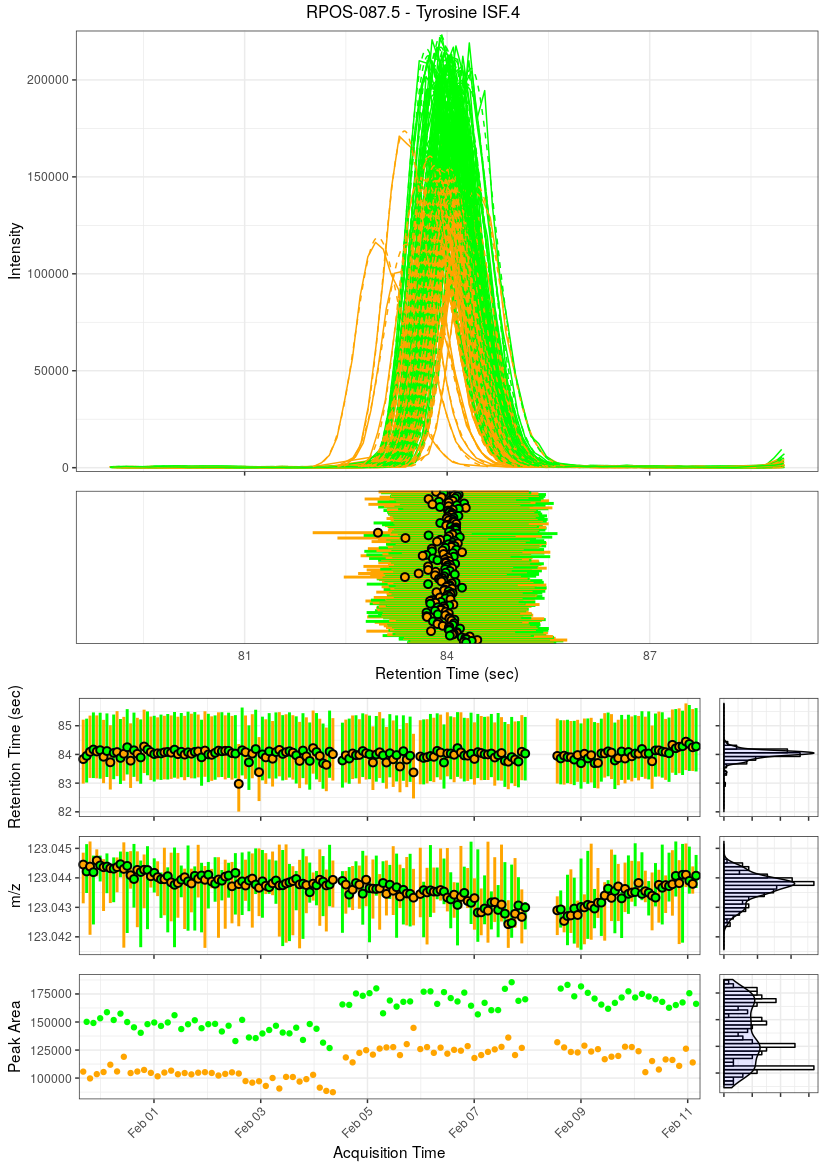 RPOS-087.5 - Tyrosine ISF.4
Intensity
200000
150000
100000
50000
0
81
84
87
Retention Time (sec)
Retention Time (sec)
85
84
83
82
m/z
123.045
123.044
123.043
123.042
Peak Area
175000
150000
125000
100000
Feb 01
Feb 03
Feb 05
Feb 07
Feb 09
Feb 11
Acquisition Time